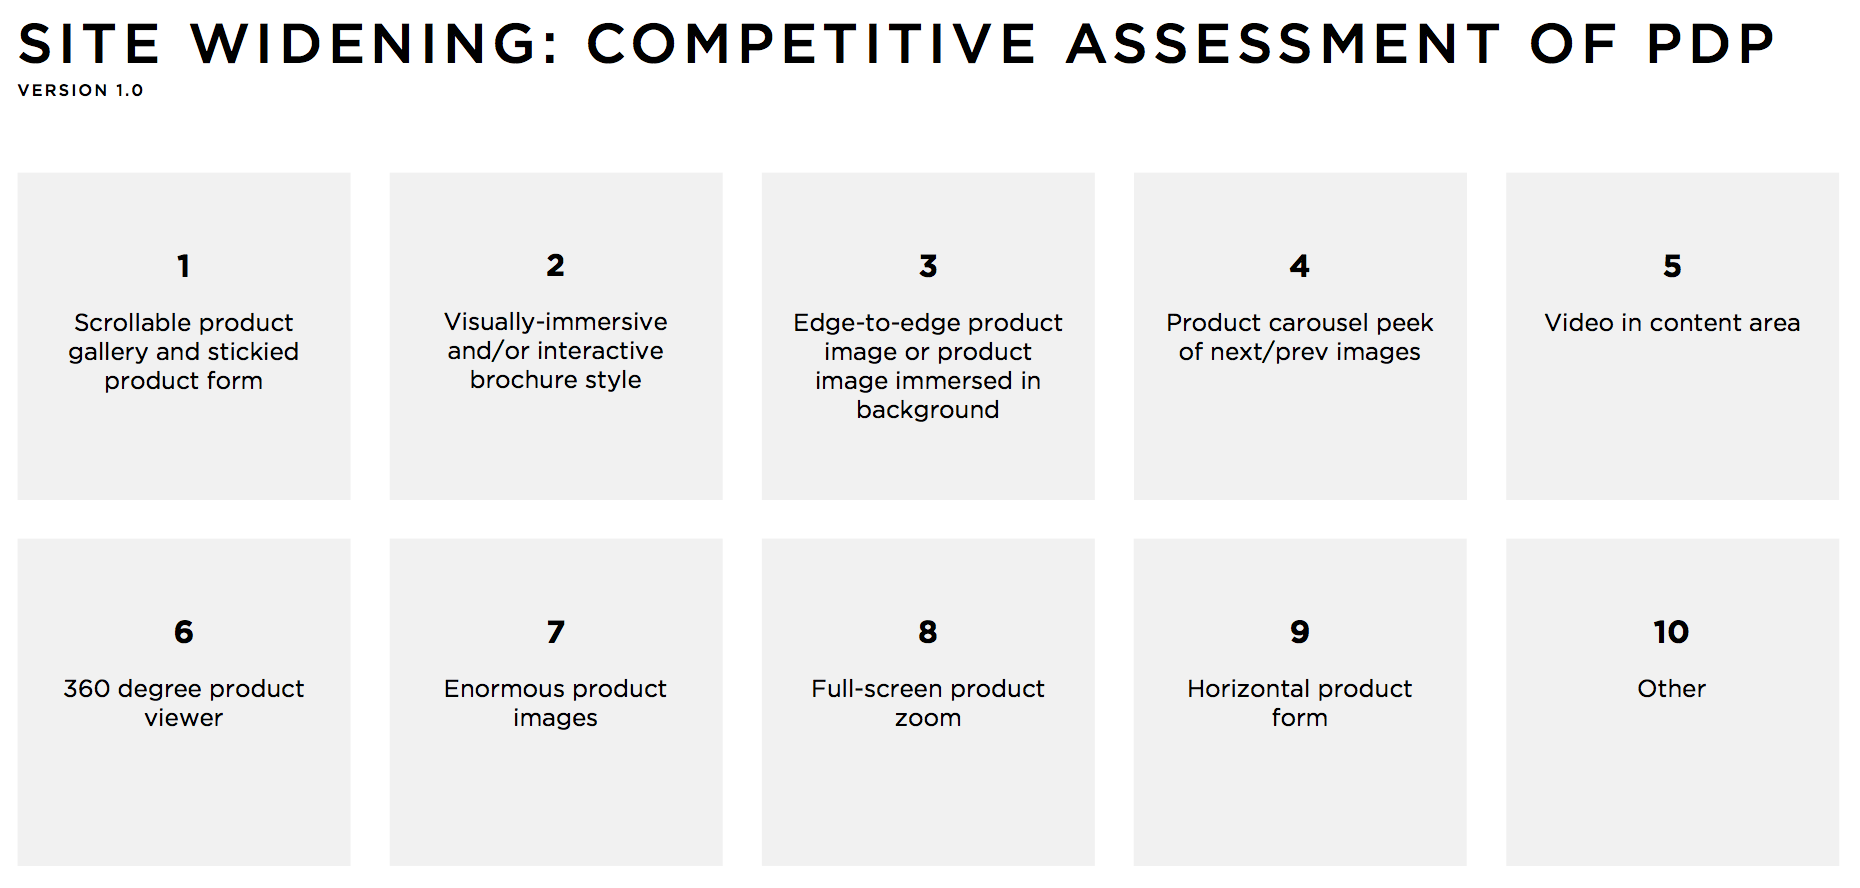 SITE WIDENING: COMPETITIVE ASSESSMENT OF PDP
VERSION 1.0
1
Scrollable product
gallery and stickied
product form
2
Visually-immersive
and/or interactive
brochure style
3
Edge-to-edge product
image or product
image immersed in
background
4
Product carousel peek
of next/prev images
5
Video in content area
6
360 degree product
viewer
7
Enormous product
images
8
Full-screen product
zoom
9
Horizontal product
form
10
Other